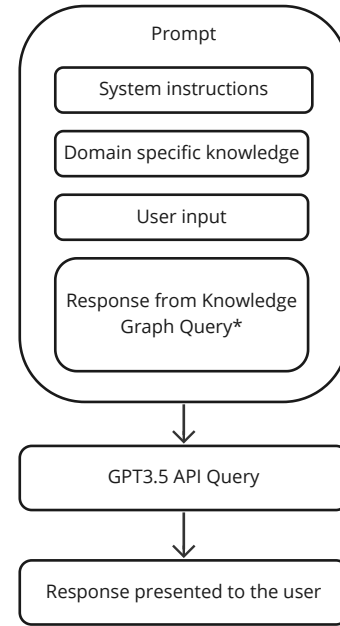 Prompt
System instructions
Domain specific knowledge
User input
Response from Knowledge
Graph Query*
GPT3.5 API Query
Response presented to the user